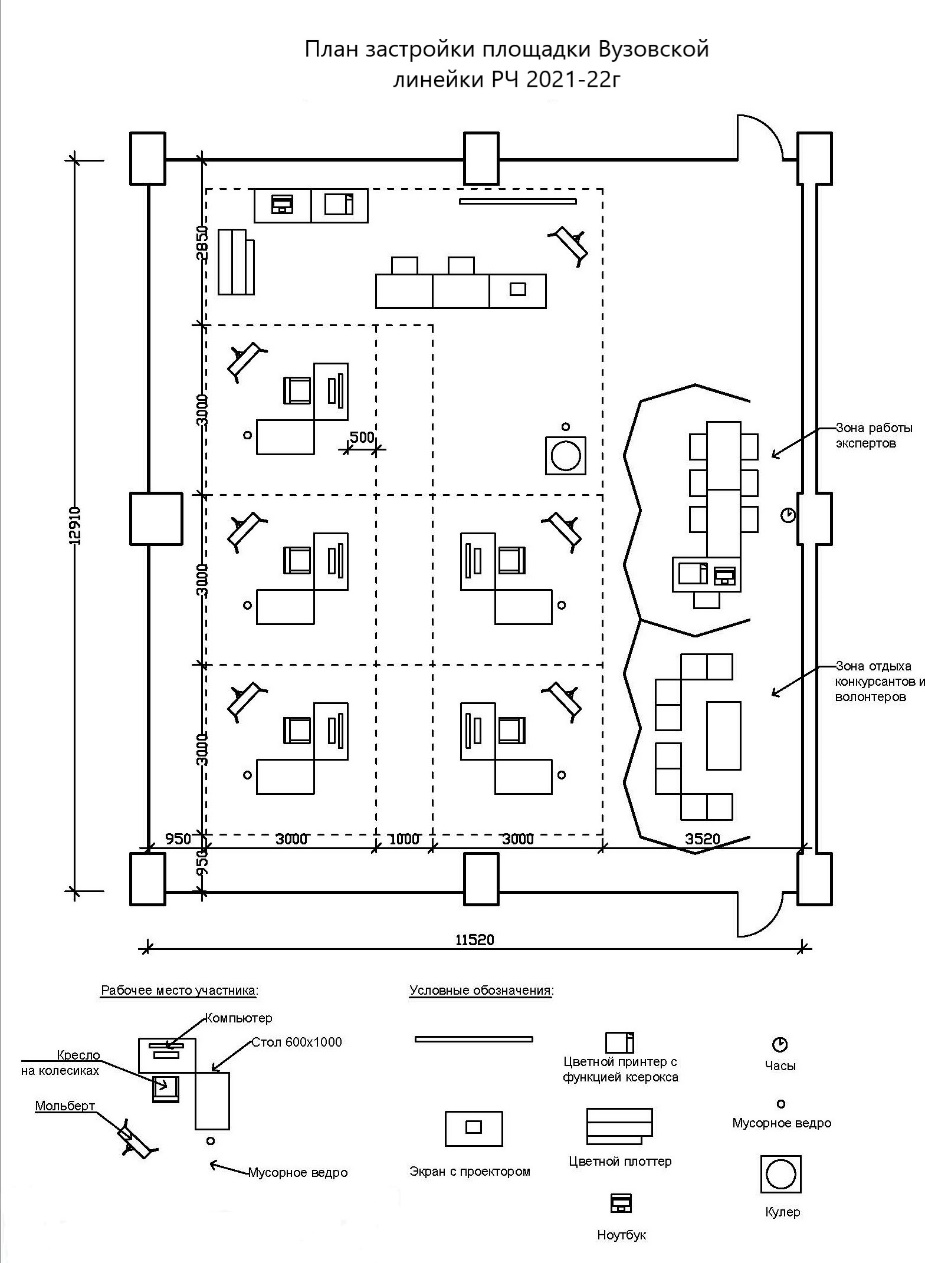 План застройки площадки Вузовской
линейки РЧ 2021-22г
2850
3000
500
Зона работы
экспертов
12910
3000
Зона отдыха
конкурсантов и
волонтеров
3000
950
3000
1000
3000
3520
950
11520
Рабочее место участника:
Условные обозначения:
Компьютер
Стол 600х1000
Кресло
на колесиках
Мольберт
Мусорное ведро
Экран с проектором
Цветной принтер с
функцией ксерокса
Цветной плоттер
Ноутбук
Часы
Мусорное ведро
Кулер